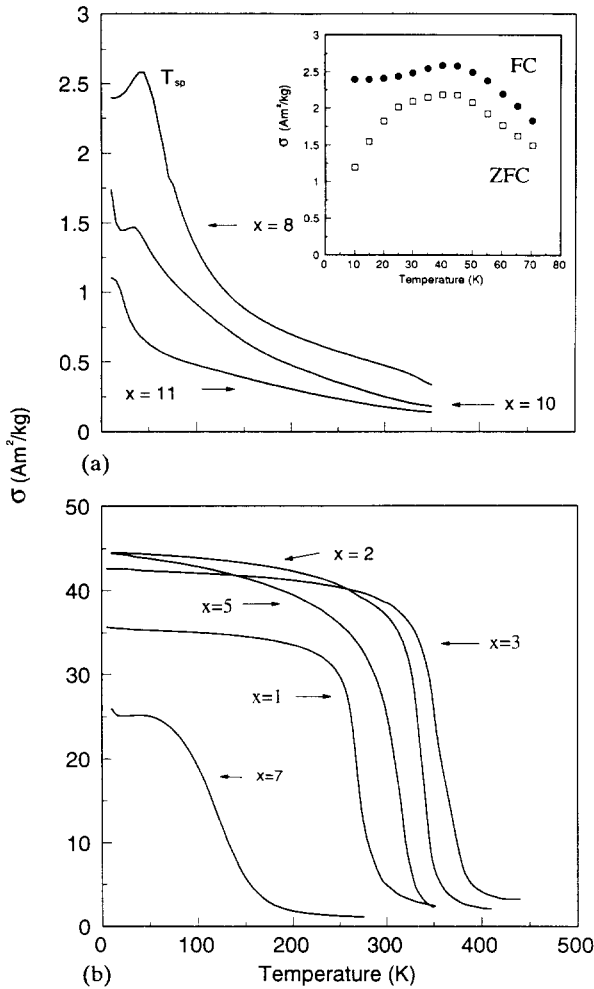 3
2.5
2
1.5
1
0.5
0
T_sp
x = 8
x = 10
x = 11
3
2.5
2
1.5
1
0.5
0
σ (Am²/kg)
FC
ZFC
0 10 20 30 40 50 60 70 80
Temperature (K)
(a)
σ (Am²/kg)
50
40
30
20
10
0
x = 2
x=5
x=3
x=1
x=7
0 100 200 300 400 500
(b)
Temperature (K)